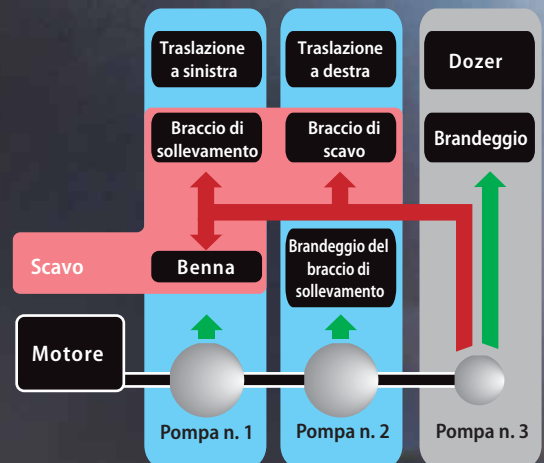 Traslazione
a sinistra
Traslazione
a destra
Dozer
Braccio di
sollevamento
Braccio di
scavo
Brandeggio
Scavo
Benna
Brandeggio del
braccio di
sollevamento
Motore
Pompa n. 1
Pompa n. 2
Pompa n. 3